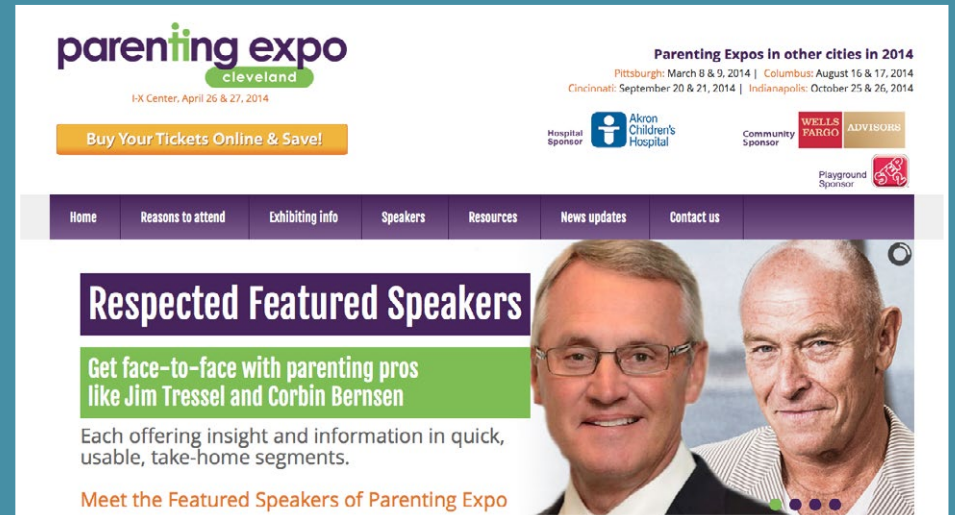 parenting expo
cleveland
I-X Center, April 26 & 27, 2014
Buy Your Tickets Online & Save!
Parenting Expos in other cities in 2014
Pittsburgh: March 8 & 9, 2014 | Columbus: August 16 & 17, 2014
Cincinnati: September 20 & 21, 2014 | Indianapolis: October 25 & 26, 2014
Hospital
Sponsor
Akron
Children's
Hospital
Community
Sponsor
WELLS
FARGO
ADVISORS
Playground
Sponsor
STEP2
Home
Reasons to attend
Exhibiting info
Speakers
Resources
News updates
Contact us
Respected Featured Speakers
Get face-to-face with parenting pros
like Jim Tressel and Corbin Bernsen
Each offering insight and information in quick,
usable, take-home segments.
Meet the Featured Speakers of Parenting Expo